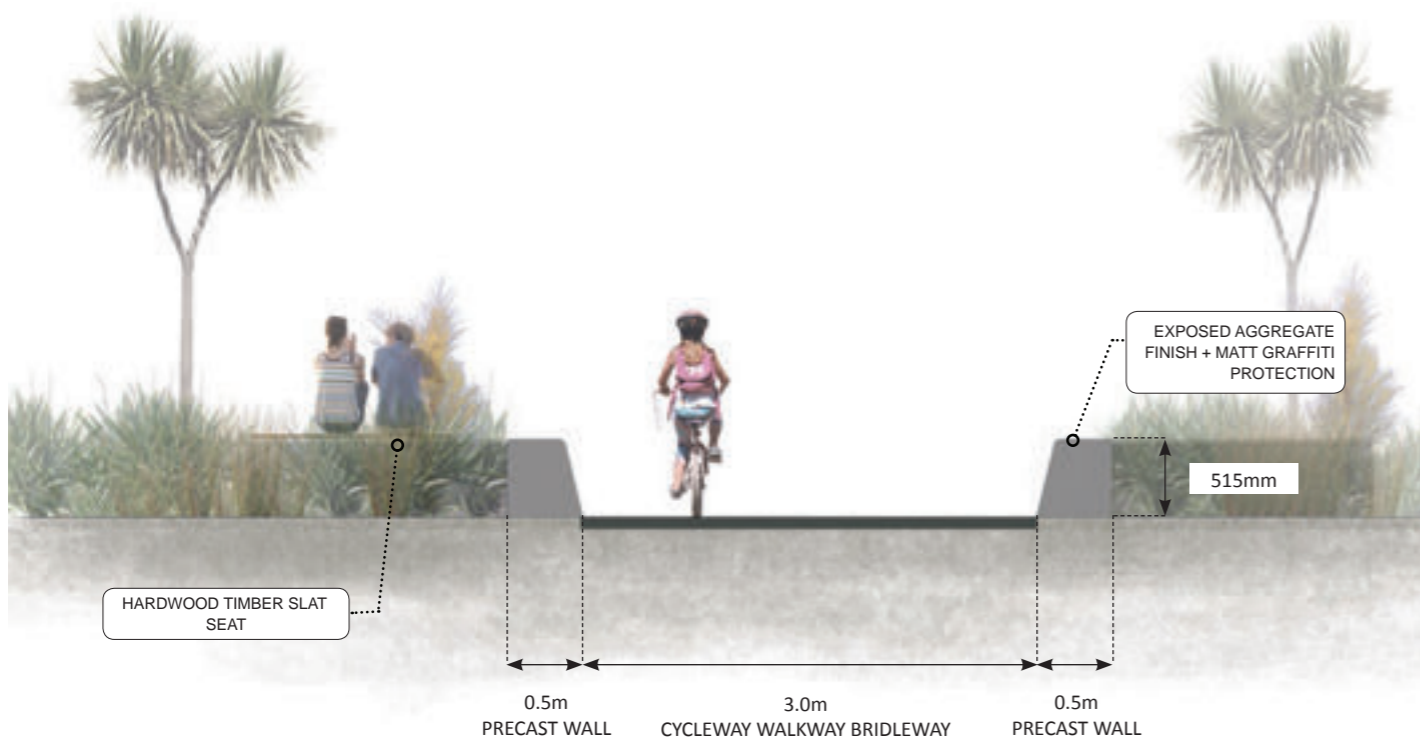 EXPOSED AGGREGATE
FINISH + MATT GRAFFITI
PROTECTION
515mm
HARDWOOD TIMBER SLAT
SEAT
0.5m
PRECAST WALL
3.0m
CYCLEWAY WALKWAY BRIDLEWAY
0.5m
PRECAST WALL